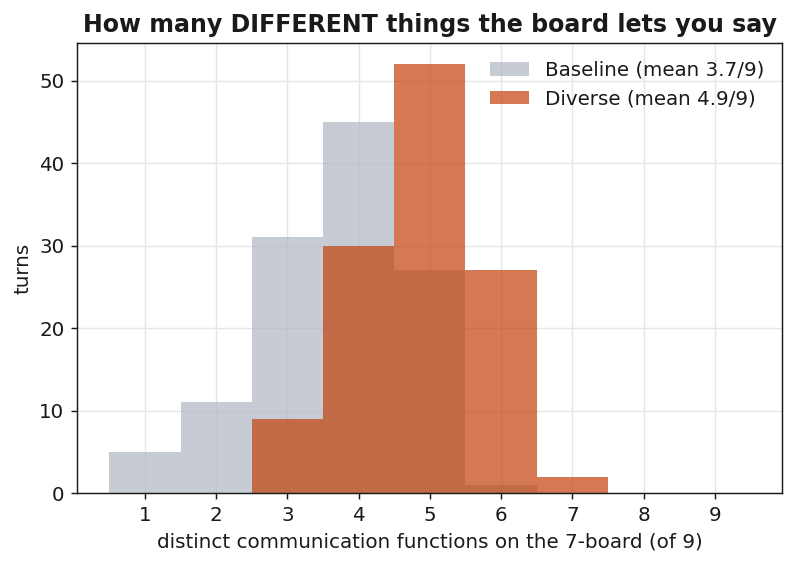 How many DIFFERENT things the board lets you say
Baseline (mean 3.7/9)
Diverse (mean 4.9/9)
50
40
30
20
10
0
turns
1 2 3 4 5 6 7 8 9
distinct communication functions on the 7-board (of 9)